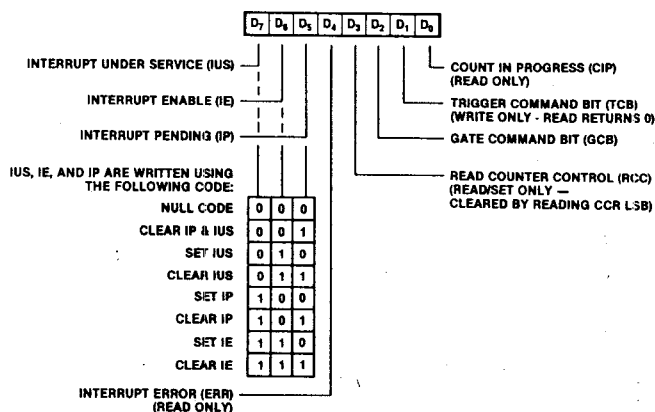 D7 D6 D5 D4 D3 D2 D1 D0
INTERRUPT UNDER SERVICE (IUS)
INTERRUPT ENABLE (IE)
INTERRUPT PENDING (IP)
IUS, IE, AND IP ARE WRITTEN USING
THE FOLLOWING CODE:
NULL CODE 0 0 0
CLEAR IP & IUS 0 0 1
SET IUS 0 1 0
CLEAR IUS 0 1 1
SET IP 1 0 0
CLEAR IP 1 0 1
SET IE 1 1 0
CLEAR IE 1 1 1
INTERRUPT ERROR (ERR)
(READ ONLY)
COUNT IN PROGRESS (CIP)
(READ ONLY)
TRIGGER COMMAND BIT (TCB)
(WRITE ONLY - READ RETURNS 0)
GATE COMMAND BIT (GCB)
READ COUNTER CONTROL (RCC)
(READ/SET ONLY —
CLEARED BY READING CCR LSB)